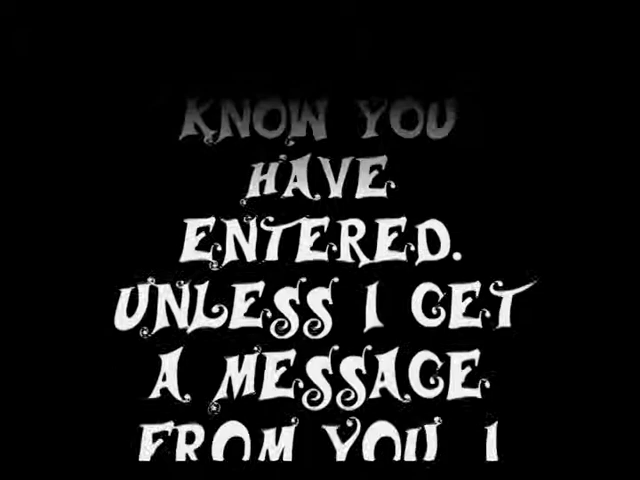 KNOW YOU
HAVE
ENTERED.
UNLESS I GET
A MESSAGE
FROM YOU I